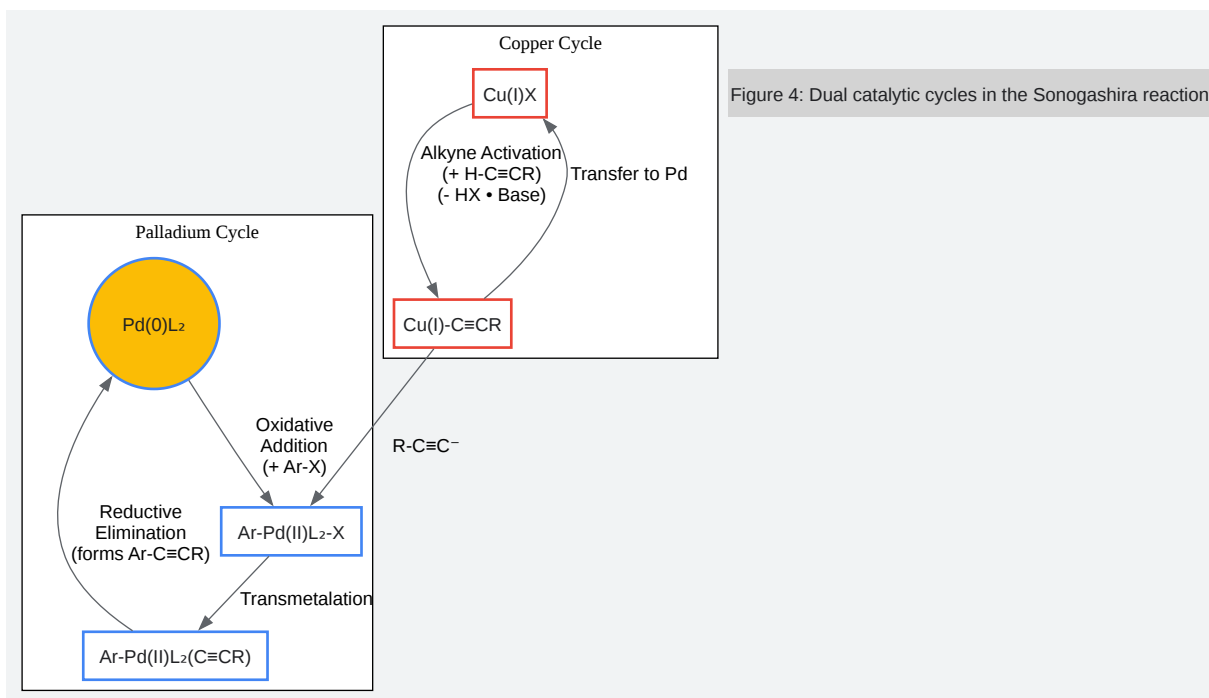 Copper Cycle
Cu(I)X
Figure 4: Dual catalytic cycles in the Sonogashira reaction
Alkyne Activation
(+ H-C≡CR)
(- HX • Base)
Transfer to Pd
Cu(I)-C≡CR
Palladium Cycle
Pd(0)L₂
Oxidative
Addition
(+ Ar-X)
R-C≡C⁻
Reductive
Elimination
(forms Ar-C≡CR)
Ar-Pd(II)L₂-X
Transmetalation
Ar-Pd(II)L₂(C≡CR)